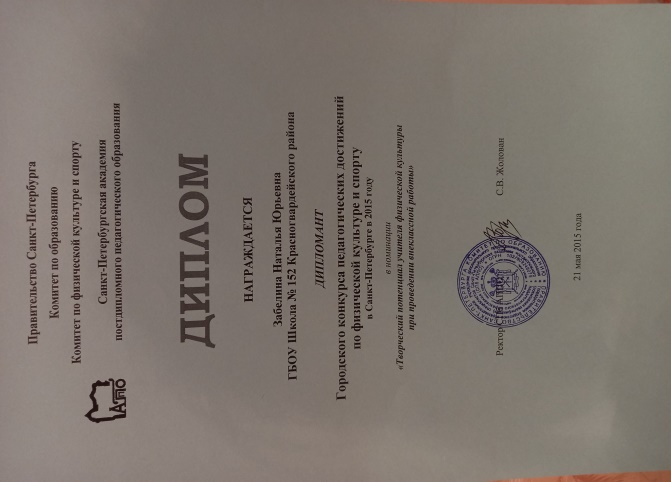 Правительство Санкт-Петербурга
Комитет по образованию
Комитет по физической культуре и спорту
Санкт-Петербургская академия
постдипломного педагогического образования
АППО
ДИПЛОМ
НАГРАЖДАЕТСЯ
Забелина Наталья Юрьевна
ГБОУ Школа № 152 Красногвардейского района
ДИПЛОМАНТ
Городского конкурса педагогических достижений
по физической культуре и спорту
в Санкт-Петербурге в 2015 году
в номинации
«Творческий потенциал учителя физической культуры
при проведении внеклассной работы»
Ректор С.В. Жолован
21 мая 2015 года